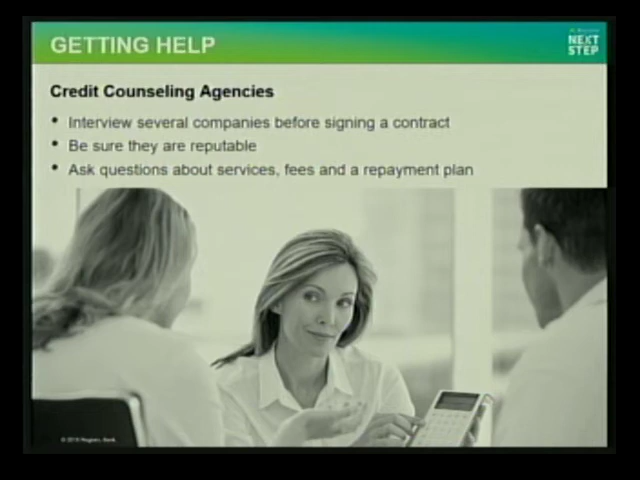 GETTING HELP
NEXT
STEP
Credit Counseling Agencies
• Interview several companies before signing a contract
• Be sure they are reputable
• Ask questions about services, fees and a repayment plan